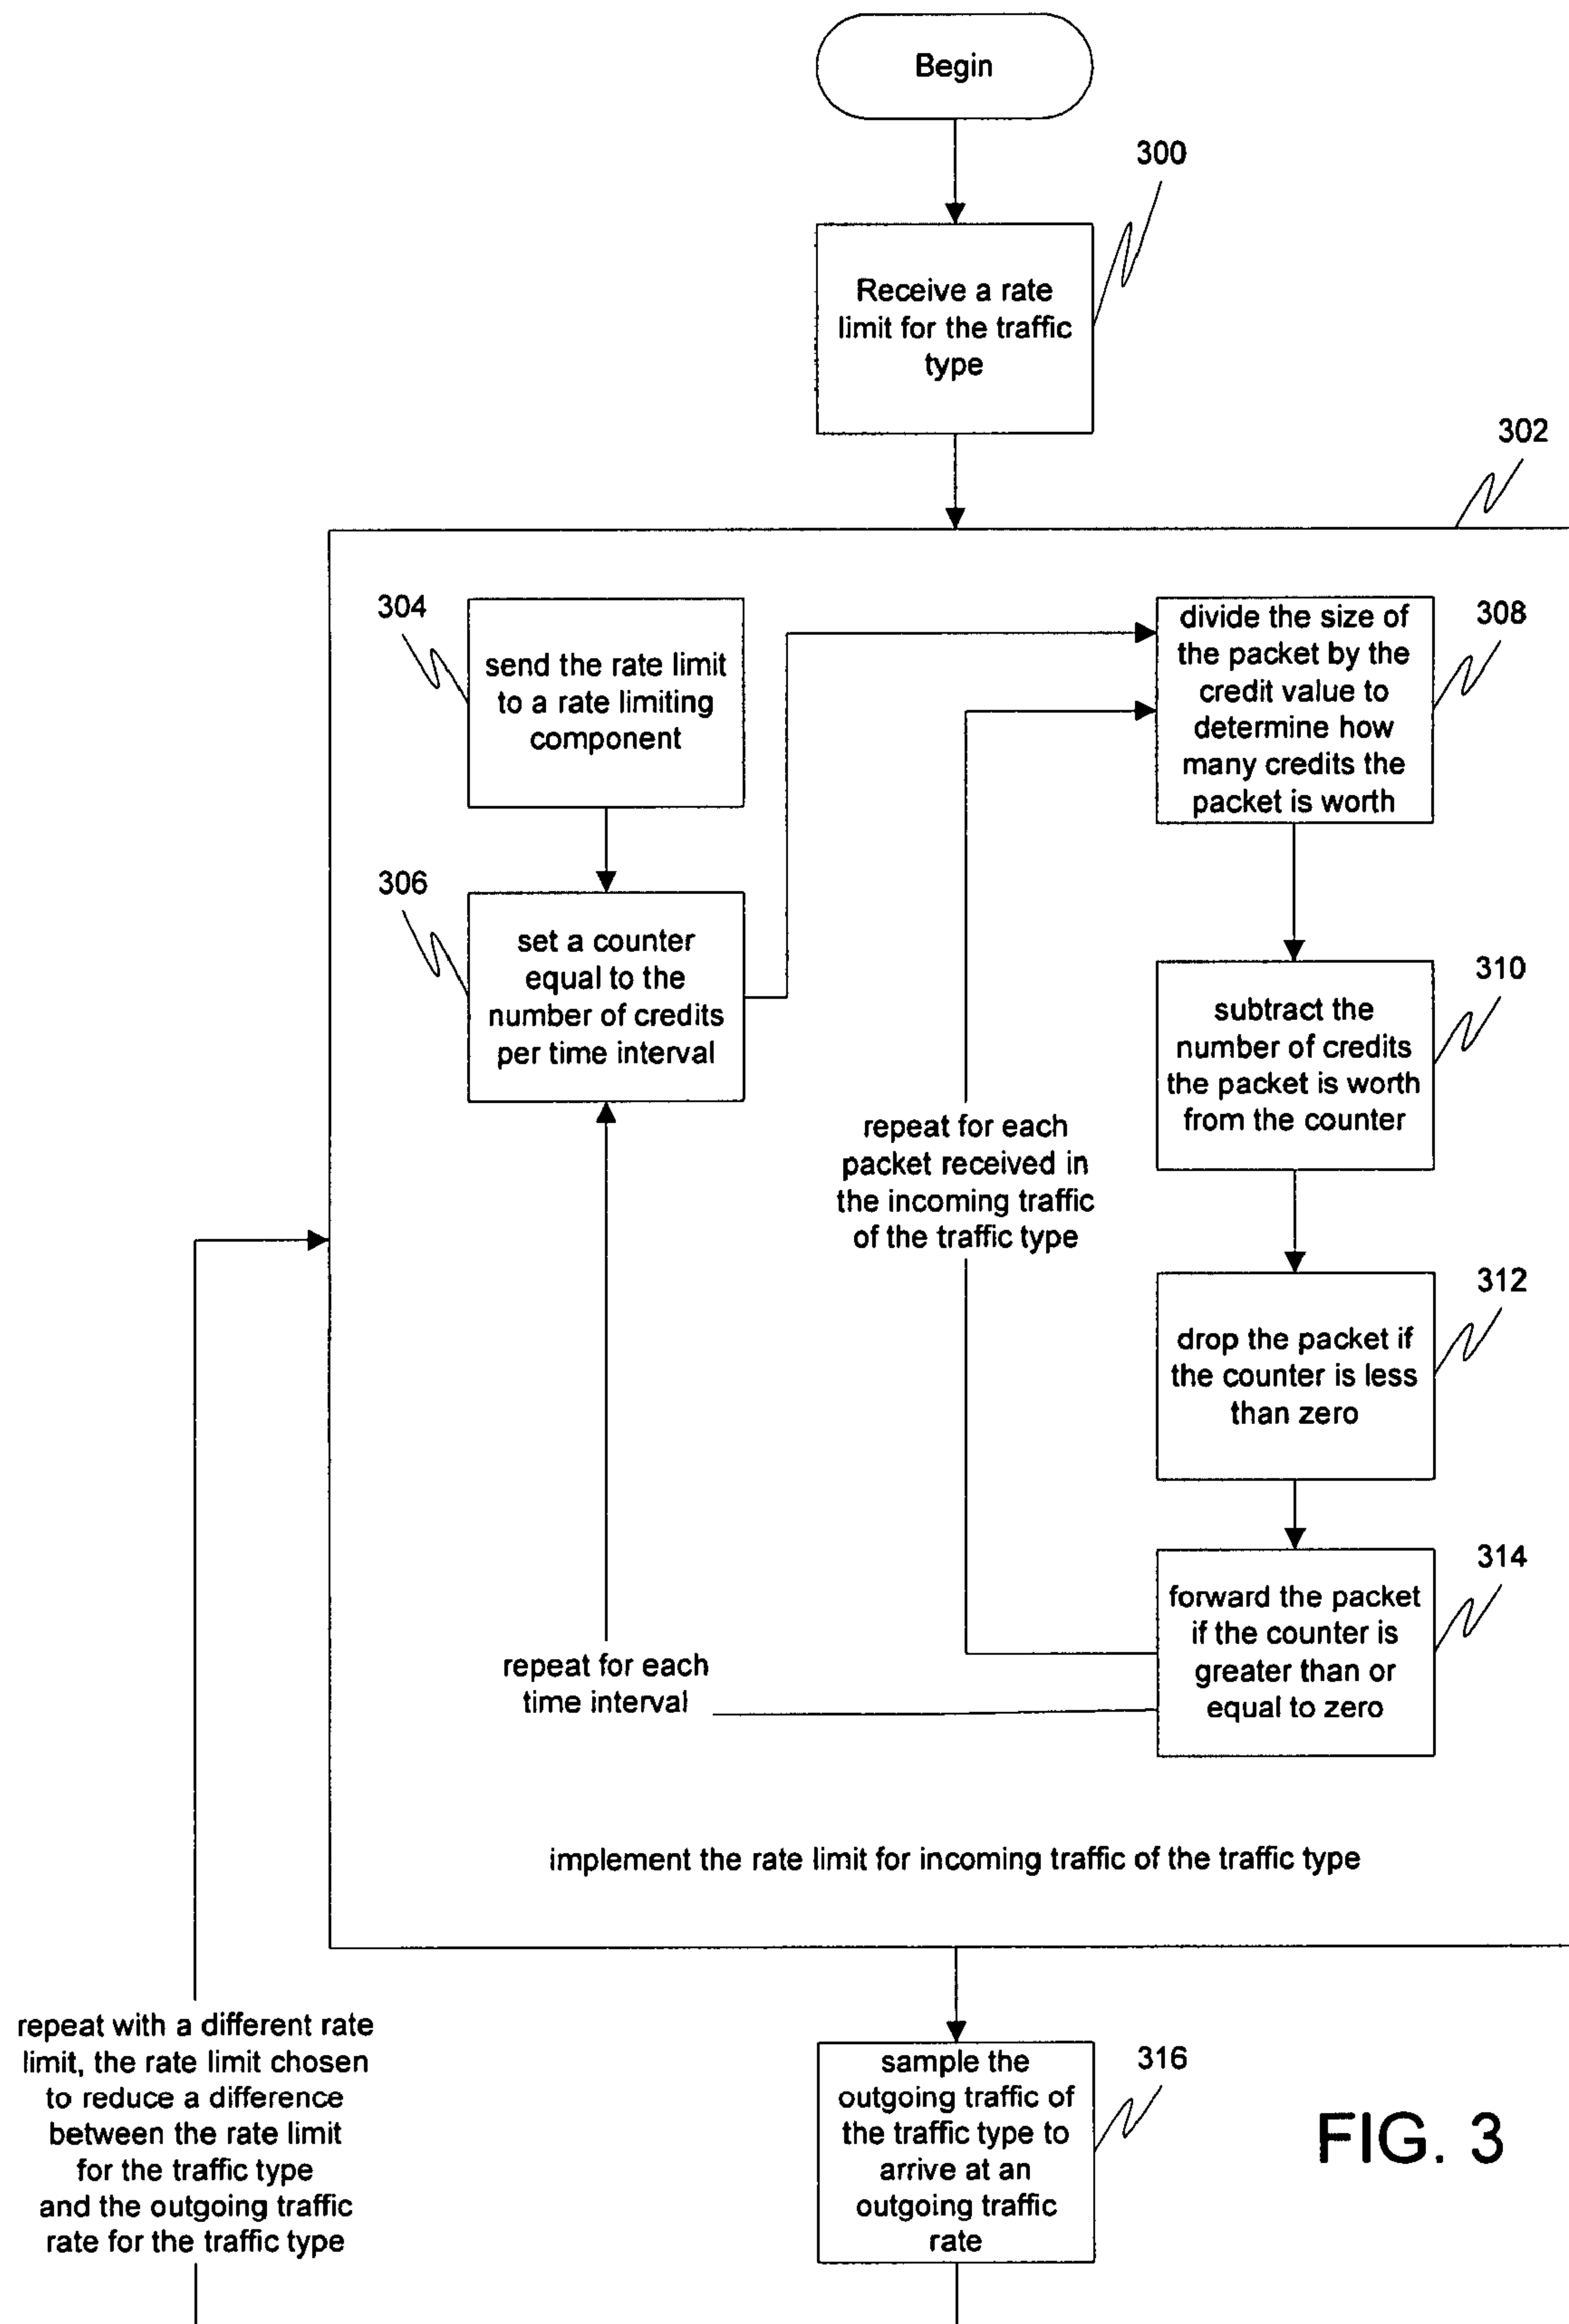 Begin
300
Receive a rate
limit for the traffic
type
302
304
send the rate limit
to a rate limiting
component
306
set a counter
equal to the
number of credits
per time interval
308
divide the size of
the packet by the
credit value to
determine how
many credits the
packet is worth
310
subtract the
number of credits
the packet is worth
from the counter
repeat for each
packet received in
the incoming traffic
of the traffic type
312
drop the packet if
the counter is less
than zero
314
forward the packet
if the counter is
greater than or
equal to zero
repeat for each
time interval
implement the rate limit for incoming traffic of the traffic type
repeat with a different rate
limit, the rate limit chosen
to reduce a difference
between the rate limit
for the traffic type
and the outgoing traffic
rate for the traffic type
316
sample the
outgoing traffic of
the traffic type to
arrive at an
outgoing traffic
rate
FIG. 3